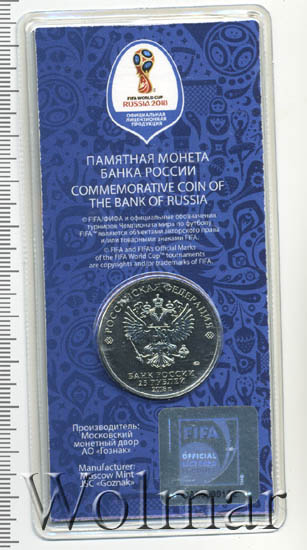 FIFA WORLD CUP
RUSSIA 2018
ОФИЦИАЛЬНАЯ
ЛИЦЕНЗИОННАЯ
ПРОДУКЦИЯ
ПАМЯТНАЯ МОНЕТА
БАНКА РОССИИ
COMMEMORATIVE COIN OF
THE BANK OF RUSSIA
© FIFA/ФИФА и официальные обозначения
турниров Чемпионата мира по футболу
FIFA™ являются объектами авторского права
и/или товарными знаками FIFA.
© FIFA and FIFA's Official Marks
of the FIFA World Cup™ tournaments
are copyrights and/or trademarks of FIFA.
РОССИЙСКАЯ ФЕДЕРАЦИЯ
БАНК РОССИИ
25 РУБЛЕЙ
2018 г.
Производитель:
Московский
монетный двор
АО «Гознак»
Manufacturer:
Moscow Mint
JSC «Goznak»
FIFA
OFFICIAL
LICENSED
Wolmar